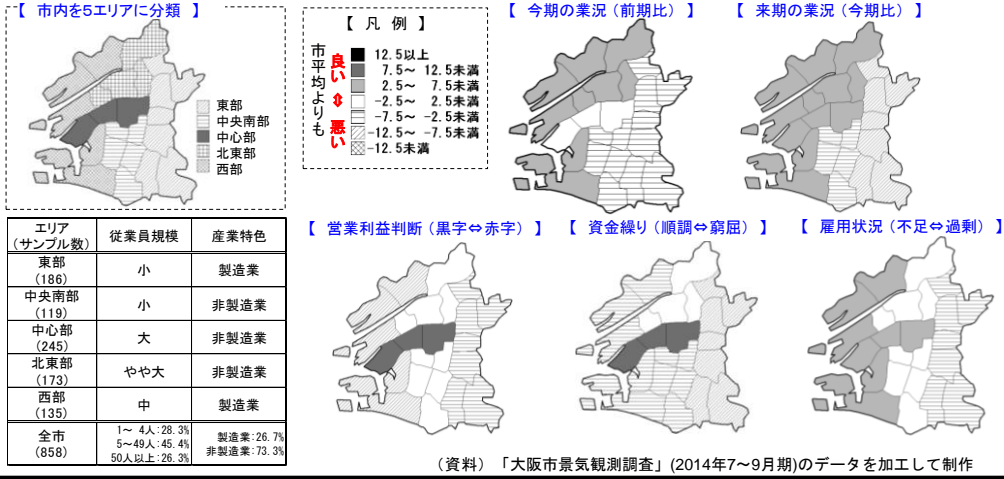 【 市内を5エリアに分類 】
東部
中央南部
中心部
北東部
西部
【 凡 例 】
市平均よりも
良い ⇕ 悪い
12.5以上
7.5～ 12.5未満
2.5～ 7.5未満
-2.5～ 2.5未満
-7.5～ -2.5未満
-12.5～ -7.5未満
-12.5未満
【 今期の業況(前期比) 】
【 来期の業況(今期比) 】
エリア
(サンプル数)
従業員規模
産業特色
東部
(186)
小
製造業
中央南部
(119)
小
非製造業
中心部
(245)
大
非製造業
北東部
(173)
やや大
非製造業
西部
(135)
中
製造業
全市
(858)
1～ 4人:28.3%
5～49人:45.4%
50人以上:26.3%
製造業:26.7%
非製造業:73.3%
【 営業利益判断(黒字⇔赤字) 】
【 資金繰り(順調⇔窮屈) 】
【 雇用状況(不足⇔過剰) 】
(資料) 「大阪市景気観測調査」(2014年7～9月期)のデータを加工して制作